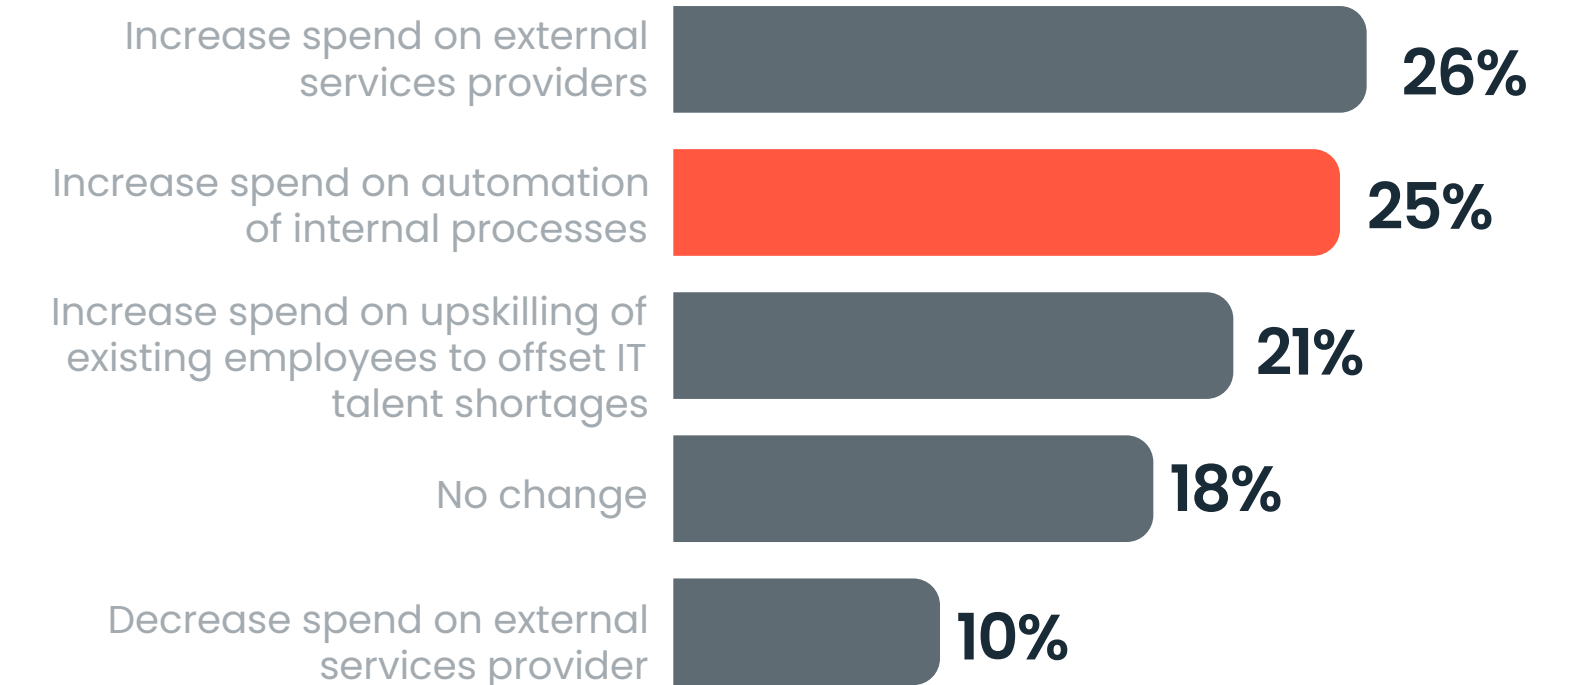 Increase spend on external
services providers
26%
Increase spend on automation
of internal processes
25%
Increase spend on upskilling of
existing employees to offset IT
talent shortages
21%
No change
18%
Decrease spend on external
services provider
10%